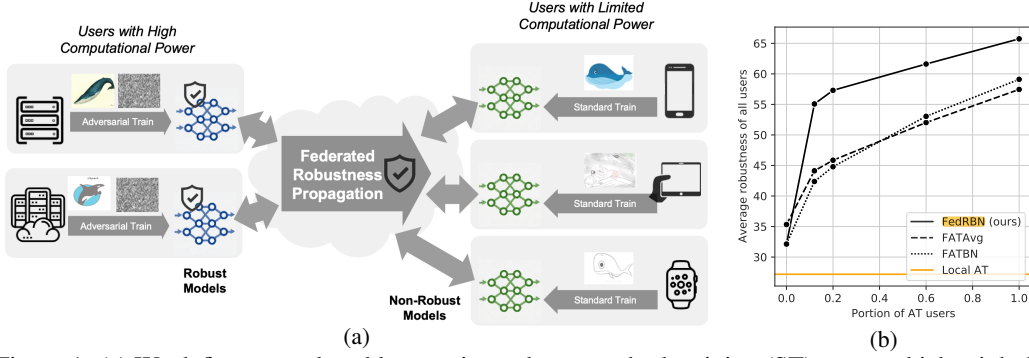 Users with High
Computational Power
Adversarial Train
Adversarial Train
Robust
Models
Federated
Robustness
Propagation
Users with Limited
Computational Power
Standard Train
Standard Train
Standard Train
Non-Robust
Models
(a)
Average robustness of all users
65
60
55
50
45
40
35
30
FedRBN (ours)
FATAvg
FATBN
Local AT
0.0 0.2 0.4 0.6 0.8 1.0
Portion of AT users
(b)